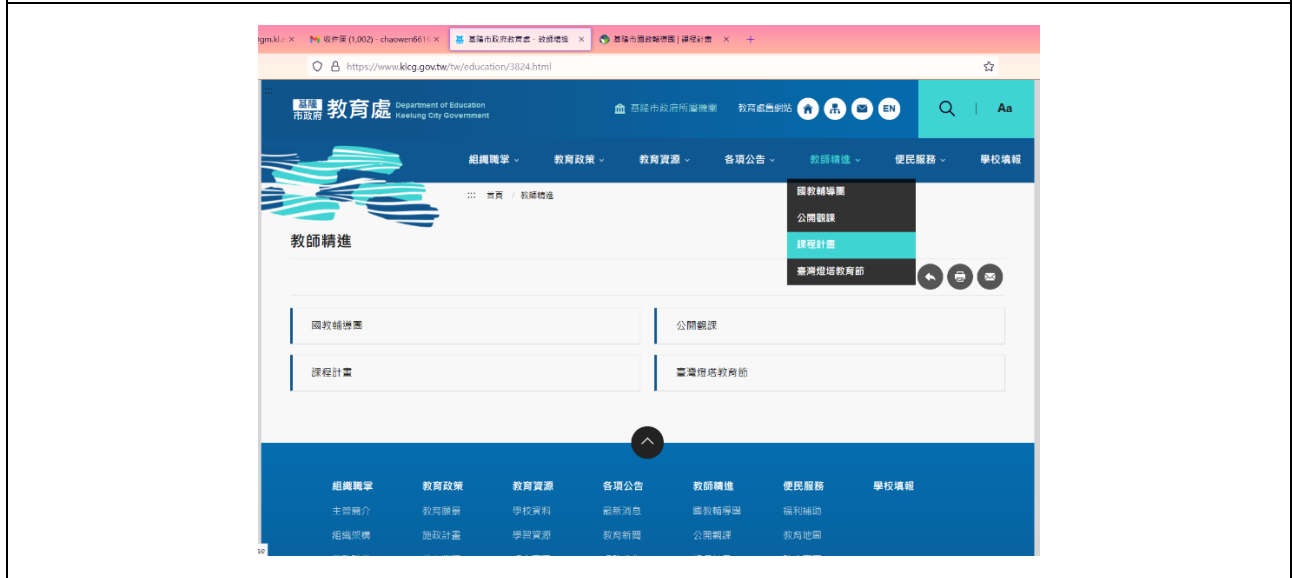 gm.kl.
收件匣 (1,002) - chaowen6616
基隆市政府教育處 - 教師精進
基隆市國教輔導團 | 課程計畫
https://www.klcg.gov.tw/tw/education/3824.html
基隆市政府 教育處 Department of Education Keelung City Government
基隆市政府所屬機關 教育處舊網站 EN Aa
組織職掌 教育政策 教育資源 各項公告 教師精進 便民服務 學校填報
::: 首頁 / 教師精進
國教輔導團
公開觀課
課程計畫
臺灣燈塔教育節
教師精進
國教輔導團 公開觀課
課程計畫 臺灣燈塔教育節
組織職掌 教育政策 教育資源 各項公告 教師精進 便民服務 學校填報
主管簡介 教育願景 學校資料 最新消息 國教輔導團 福利補助
組織架構 施政計畫 學習資源 教育新聞 公開觀課 教育地圖